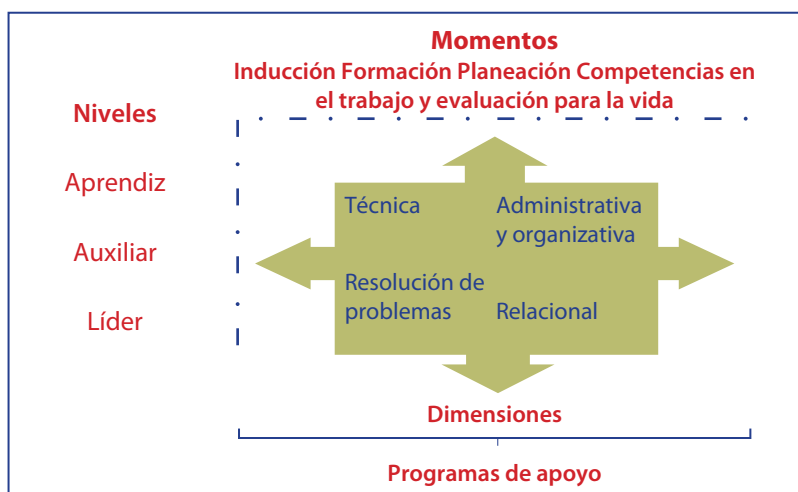 Momentos
Inducción Formación Planeación Competencias en
el trabajo y evaluación para la vida
Niveles
Aprendiz
Auxiliar
Líder
Técnica
Administrativa
y organizativa
Resolución de
problemas
Relacional
Dimensiones
Programas de apoyo